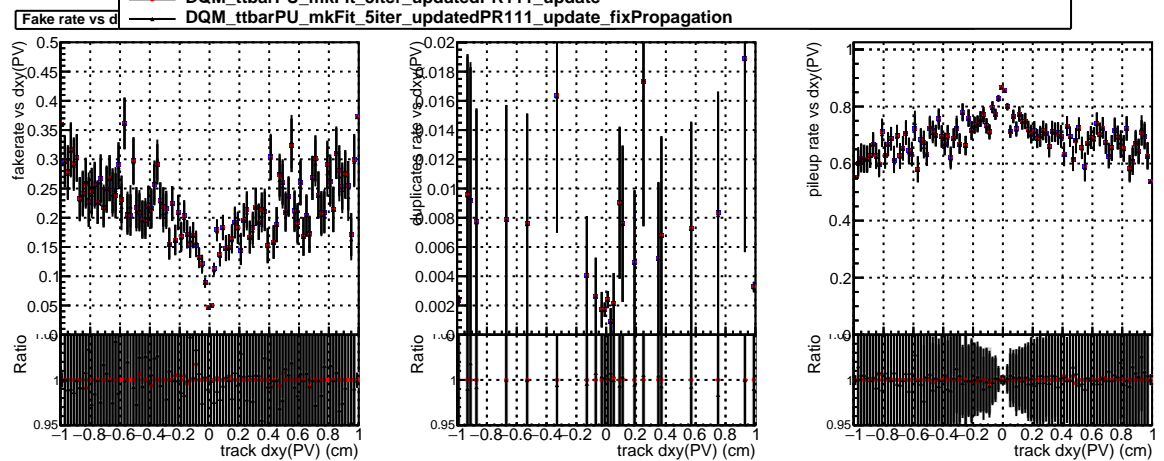 DQM_ttbarPU_mkFit_5iter_updatedPR111_update
Fake rate vs d
DQM_ttbarPU_mkFit_5iter_updatedPR111_update_fixPropagation
fakerate vs dxy(PV)
0.5
0.45
0.4
0.35
0.3
0.25
0.2
0.15
0.1
0.05
Ratio
1
0.95
−1 −0.8 −0.6 −0.4 −0.2 0 0.2 0.4 0.6 0.8 1
track dxy(PV) (cm)
duplicates rate vs dxy(PV)
0.02
0.018
0.016
0.014
0.012
0.01
0.008
0.006
0.004
0.002
0
Ratio
1
0.95
−1 −0.8 −0.6 −0.4 −0.2 0 0.2 0.4 0.6 0.8 1
track dxy(PV) (cm)
pileup rate vs dxy(PV)
1
0.8
0.6
0.4
0.2
0
Ratio
1
0.95
−1 −0.8 −0.6 −0.4 −0.2 0 0.2 0.4 0.6 0.8 1
track dxy(PV) (cm)